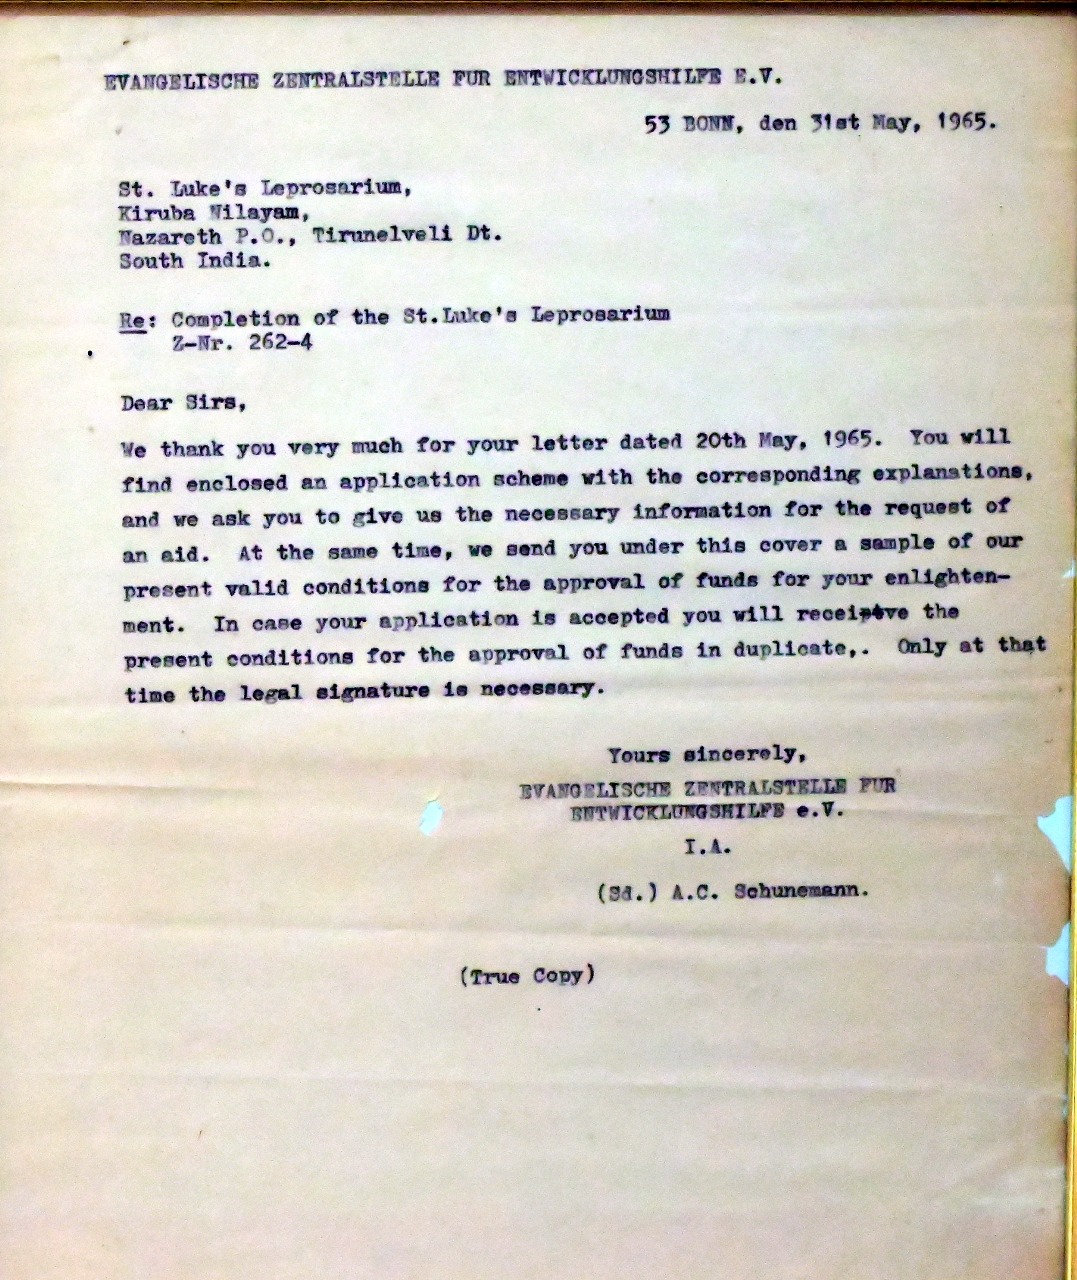 EVANGELISCHE ZENTRALSTELLE FUR ENTWICKLUNGSHILFE E.V.
53 BONN, den 31st May, 1965.
St. Luke's Leprosarium,
Kiruba Nilayam,
Nazareth P.O., Tirunelveli Dt.
South India.
Re: Completion of the St.Luke's Leprosarium
Z-Nr. 262-4
Dear Sirs,
We thank you very much for your letter dated 20th May, 1965. You will
find enclosed an application scheme with the corresponding explanations,
and we ask you to give us the necessary information for the request of
an aid. At the same time, we send you under this cover a sample of our
present valid conditions for the approval of funds for your enlighten-
ment. In case your application is accepted you will receive the
present conditions for the approval of funds in duplicate,. Only at that
time the legal signature is necessary.
Yours sincerely,
EVANGELISCHE ZENTRALSTELLE FUR
ENTWICKLUNGSHILFE e.V.
I.A.
(Sd.) A.C. Schunemann.
(True Copy)